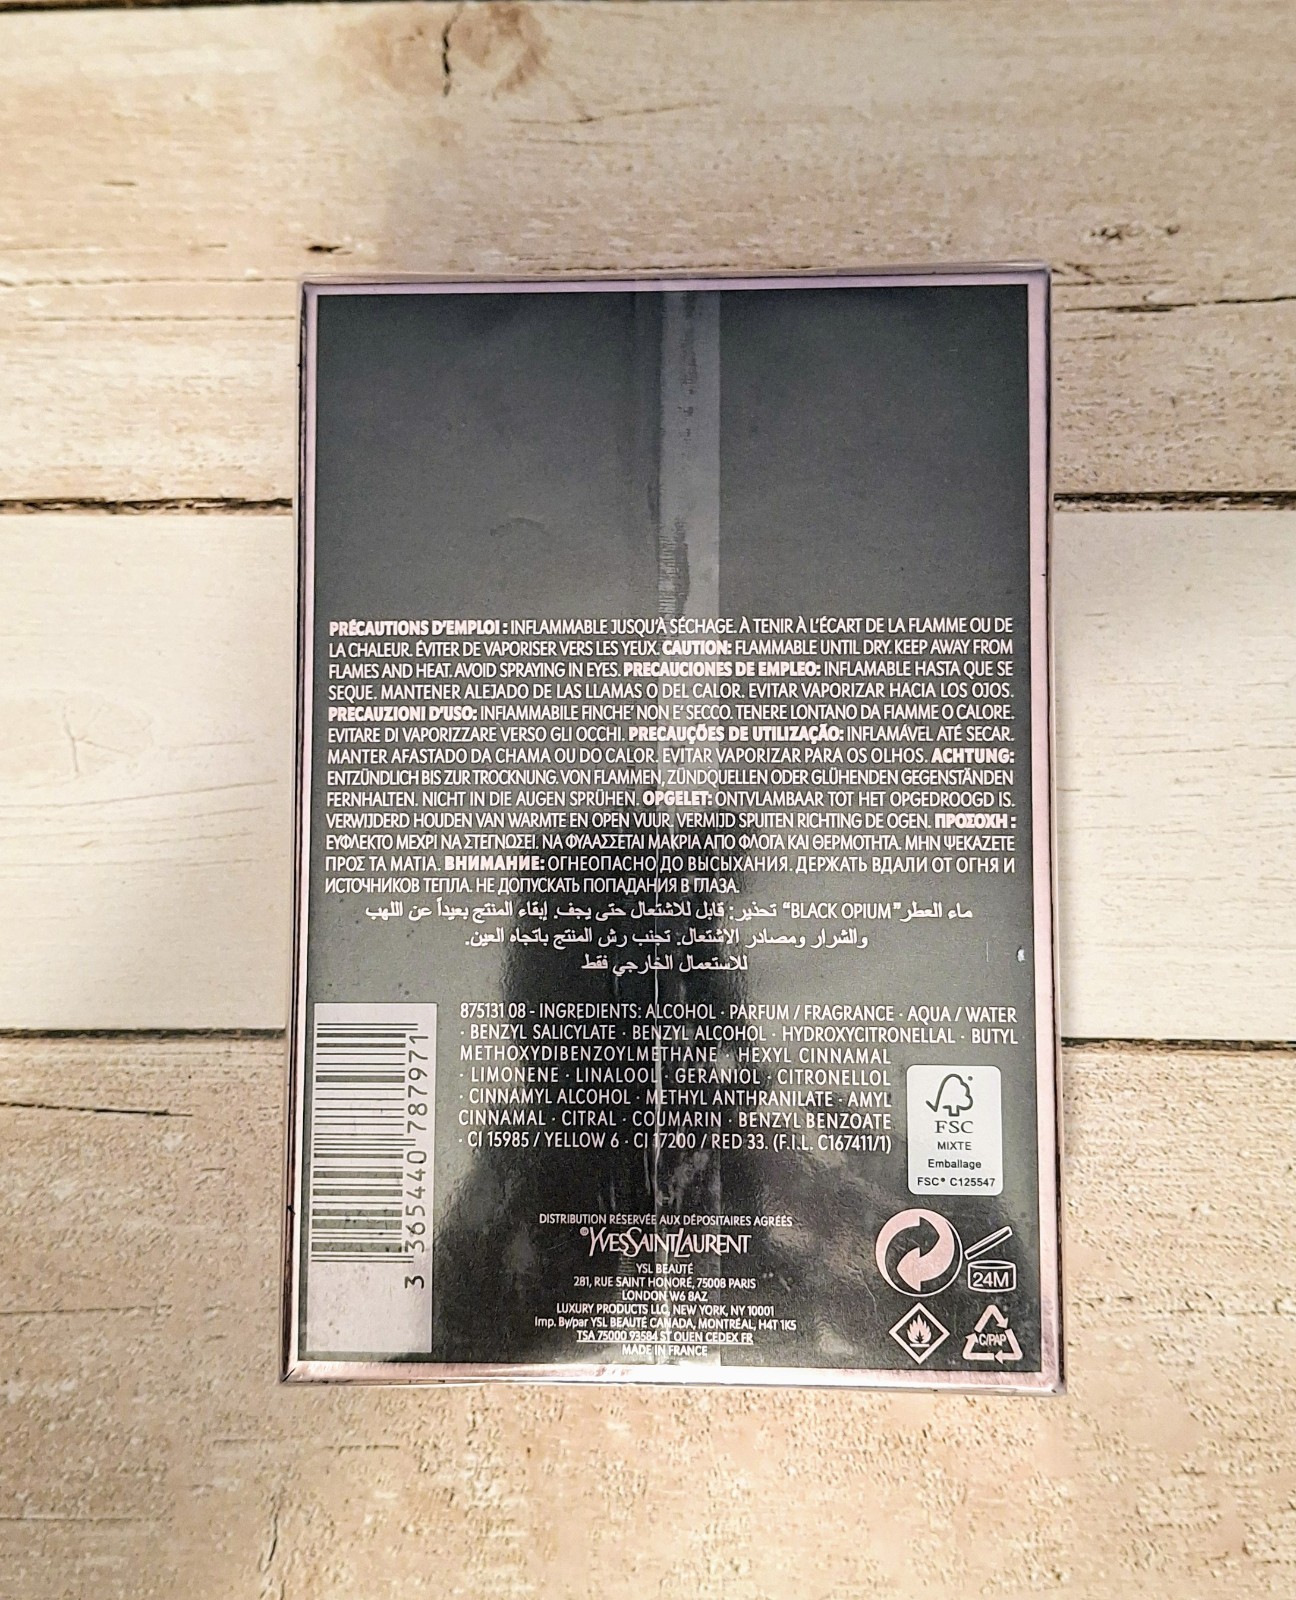 PRÉCAUTIONS D'EMPLOI : INFLAMMABLE JUSQU'À SÉCHAGE. À TENIR À L'ÉCART DE LA FLAMME OU DE
LA CHALEUR. ÉVITER DE VAPORISER VERS LES YEUX. CAUTION: FLAMMABLE UNTIL DRY. KEEP AWAY FROM
FLAMES AND HEAT. AVOID SPRAYING IN EYES. PRECAUCIONES DE EMPLEO: INFLAMABLE HASTA QUE SE
SEQUE. MANTENER ALEJADO DE LAS LLAMAS O DEL CALOR. EVITAR VAPORIZAR HACIA LOS OJOS.
PRECAUZIONI D'USO: INFIAMMABILE FINCHE' NON E' SECCO. TENERE LONTANO DA FIAMME O CALORE.
EVITARE DI VAPORIZZARE VERSO GLI OCCHI. PRECAUÇÕES DE UTILIZAÇÃO: INFLAMÁVEL ATÉ SECAR.
MANTER AFASTADO DA CHAMA OU DO CALOR. EVITAR VAPORIZAR PARA OS OLHOS. ACHTUNG:
ENTZÜNDLICH BIS ZUR TROCKNUNG. VON FLAMMEN, ZÜNDQUELLEN ODER GLÜHENDEN GEGENSTÄNDEN
FERNHALTEN. NICHT IN DIE AUGEN SPRÜHEN. OPGELET: ONTVLAMBAAR TOT HET OPGEDROOGD IS.
VERWIJDERD HOUDEN VAN WARMTE EN OPEN VUUR. VERMIJD SPUITEN RICHTING DE OGEN. ΠΡΟΣΟΧΗ :
ΕΥΦΛΕΚΤΟ ΜΕΧΡΙ ΝΑ ΣΤΕΓΝΩΣΕΙ. ΝΑ ΦΥΛΑΣΣΕΤΑΙ ΜΑΚΡΙΑ ΑΠΟ ΦΛΟΓΑ ΚΑΙ ΘΕΡΜΟΤΗΤΑ. ΜΗΝ ΨΕΚΑΖΕΤΕ
ΠΡΟΣ ΤΑ ΜΑΤΙΑ. ВНИМАНИЕ: ОГНЕОПАСНО ДО ВЫСЫХАНИЯ. ДЕРЖАТЬ ВДАЛИ ОТ ОГНЯ И
ИСТОЧНИКОВ ТЕПЛА. НЕ ДОПУСКАТЬ ПОПАДАНИЯ В ГЛАЗА.
ماء العطر "BLACK OPIUM" تحذير: قابل للاشتعال حتى يجف. إبقاء المنتج بعيداً عن اللهب
والشرار ومصادر الاشتعال. تجنب رش المنتج باتجاه العين.
للاستعمال الخارجي فقط
875131 08 - INGREDIENTS: ALCOHOL · PARFUM / FRAGRANCE · AQUA / WATER
· BENZYL SALICYLATE · BENZYL ALCOHOL · HYDROXYCITRONELLAL · BUTYL
METHOXYDIBENZOYLMETHANE · HEXYL CINNAMAL
· LIMONENE · LINALOOL · GERANIOL · CITRONELLOL
· CINNAMYL ALCOHOL · METHYL ANTHRANILATE · AMYL
CINNAMAL · CITRAL · COUMARIN · BENZYL BENZOATE
· CI 15985 / YELLOW 6 · CI 17200 / RED 33. (F.I.L. C167411/1)
3 365440 787971
FSC
MIXTE
Emballage
FSC® C125547
DISTRIBUTION RÉSERVÉE AUX DÉPOSITAIRES AGRÉÉS
©YVESSAINTLAURENT
YSL BEAUTÉ
281, RUE SAINT HONORÉ, 75008 PARIS
LONDON W6 8AZ
LUXURY PRODUCTS LLC, NEW YORK, NY 10001
Imp. By/par YSL BEAUTÉ CANADA, MONTRÉAL, H4T 1K5
TSA 75000 93584 ST OUEN CEDEX FR
MADE IN FRANCE
24M
C/PAP